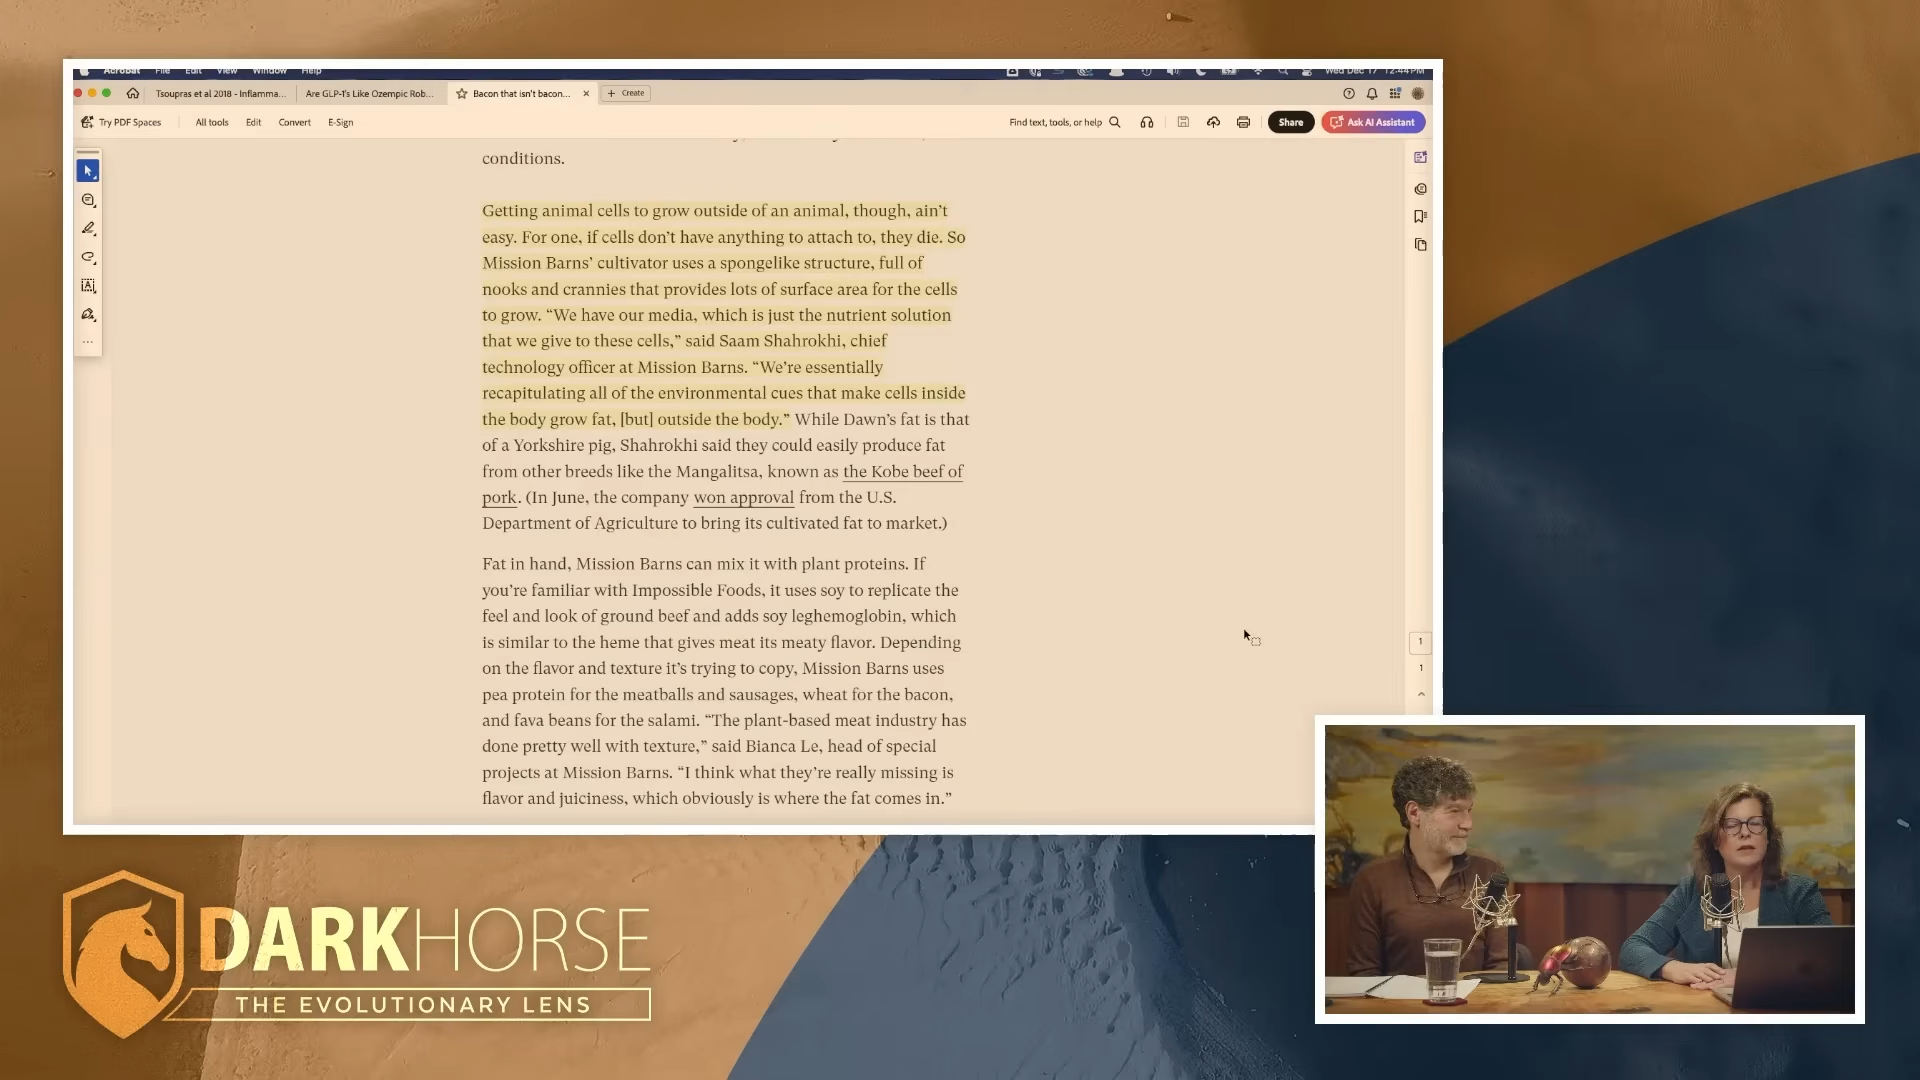 Acrobat File Edit View Window Help
Wed Dec 17 12:44 PM
Tsoupras et al 2018 - Inflamma...
Are GLP-1's Like Ozempic Rob...
Bacon that isn't bacon...
Create
Try PDF Spaces
All tools
Edit
Convert
E-Sign
Find text, tools, or help
Share
Ask AI Assistant
conditions.
Getting animal cells to grow outside of an animal, though, ain't
easy. For one, if cells don't have anything to attach to, they die. So
Mission Barns' cultivator uses a spongelike structure, full of
nooks and crannies that provides lots of surface area for the cells
to grow. “We have our media, which is just the nutrient solution
that we give to these cells,” said Saam Shahrokhi, chief
technology officer at Mission Barns. “We're essentially
recapitulating all of the environmental cues that make cells inside
the body grow fat, [but] outside the body.” While Dawn's fat is that
of a Yorkshire pig, Shahrokhi said they could easily produce fat
from other breeds like the Mangalitsa, known as the Kobe beef of
pork. (In June, the company won approval from the U.S.
Department of Agriculture to bring its cultivated fat to market.)
Fat in hand, Mission Barns can mix it with plant proteins. If
you're familiar with Impossible Foods, it uses soy to replicate the
feel and look of ground beef and adds soy leghemoglobin, which
is similar to the heme that gives meat its meaty flavor. Depending
on the flavor and texture it's trying to copy, Mission Barns uses
pea protein for the meatballs and sausages, wheat for the bacon,
and fava beans for the salami. “The plant-based meat industry has
done pretty well with texture,” said Bianca Le, head of special
projects at Mission Barns. “I think what they're really missing is
flavor and juiciness, which obviously is where the fat comes in.”
1
1
DARKHORSE
THE EVOLUTIONARY LENS